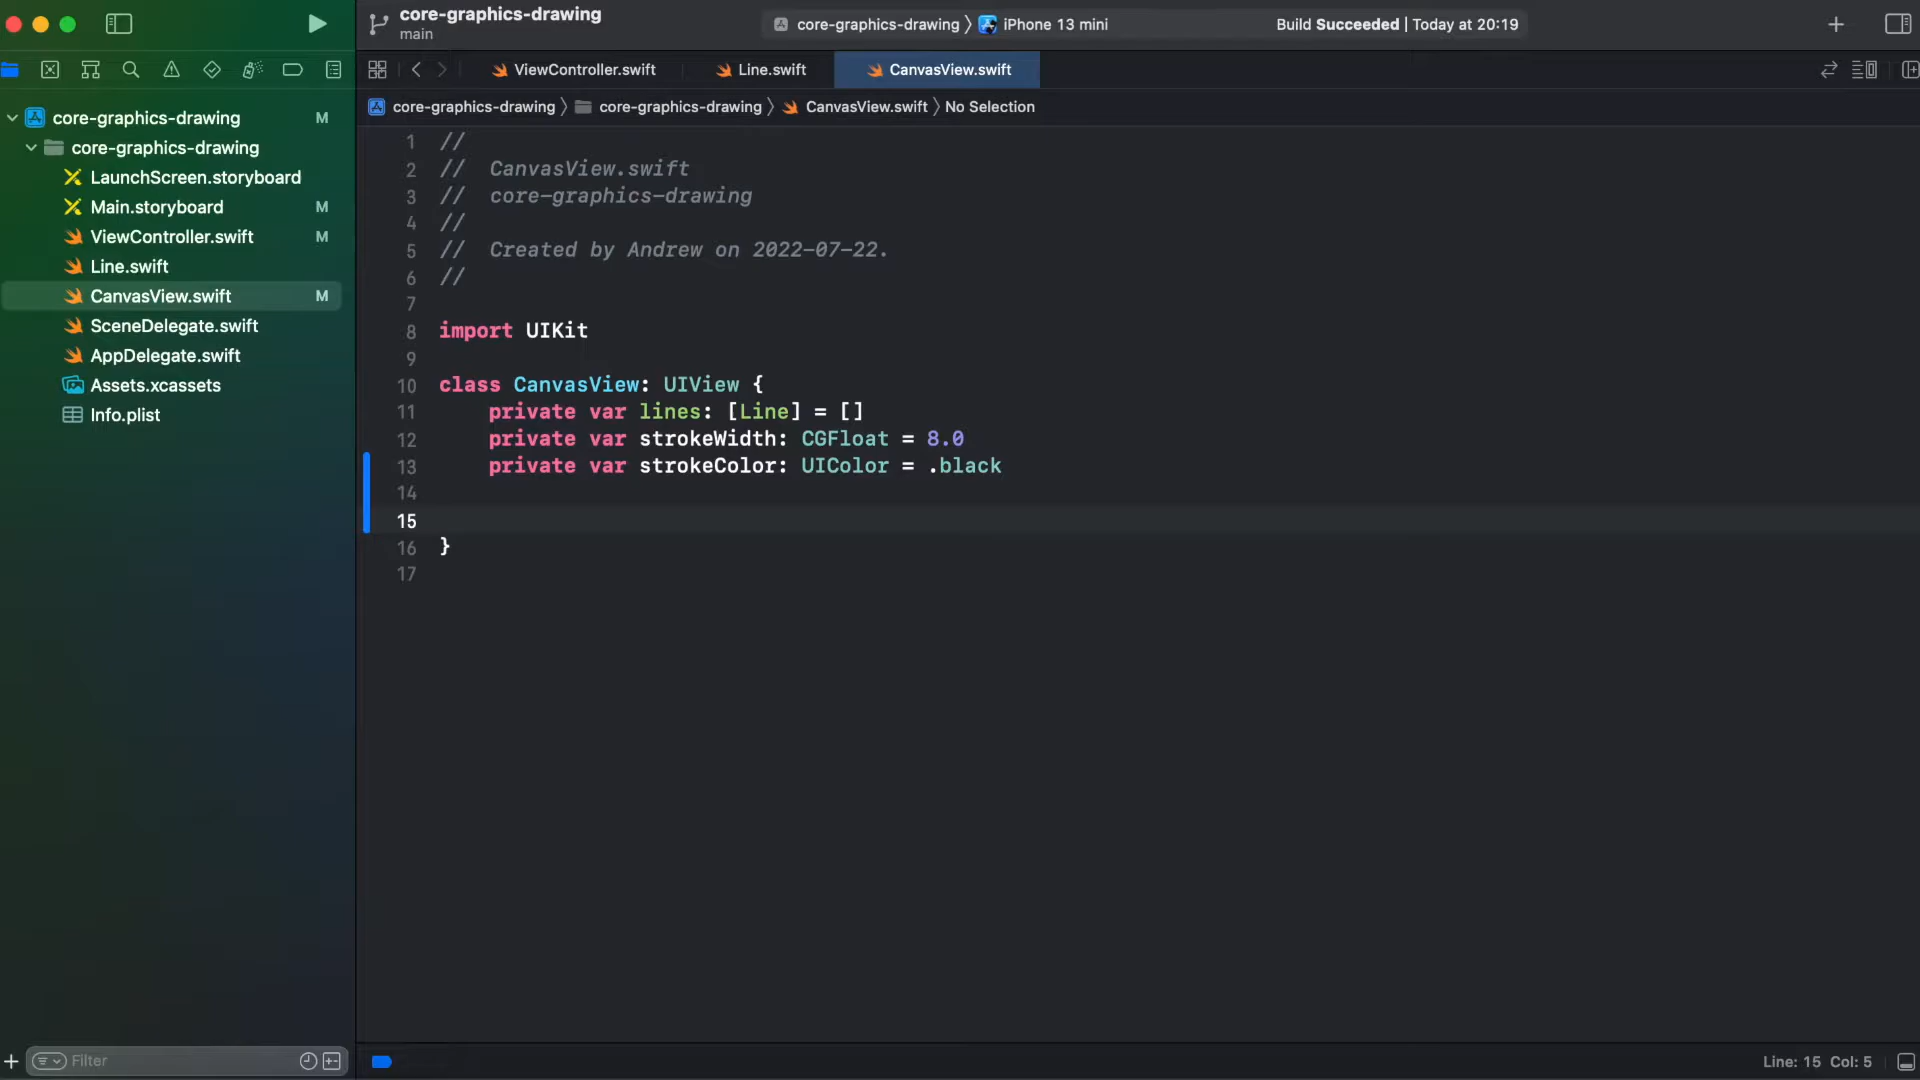 core-graphics-drawing
main
core-graphics-drawing 〉 iPhone 13 mini
Build Succeeded | Today at 20:19
ViewController.swift
Line.swift
CanvasView.swift
core-graphics-drawing 〉 core-graphics-drawing 〉 CanvasView.swift 〉 No Selection
core-graphics-drawing M
core-graphics-drawing
LaunchScreen.storyboard
Main.storyboard M
ViewController.swift M
Line.swift
CanvasView.swift M
SceneDelegate.swift
AppDelegate.swift
Assets.xcassets
Info.plist
1 //
2 //  CanvasView.swift
3 //  core-graphics-drawing
4 //
5 //  Created by Andrew on 2022-07-22.
6 //
7
8 import UIKit
9
10 class CanvasView: UIView {
11     private var lines: [Line] = []
12     private var strokeWidth: CGFloat = 8.0
13     private var strokeColor: UIColor = .black
14
15
16 }
17
Filter
Line: 15 Col: 5